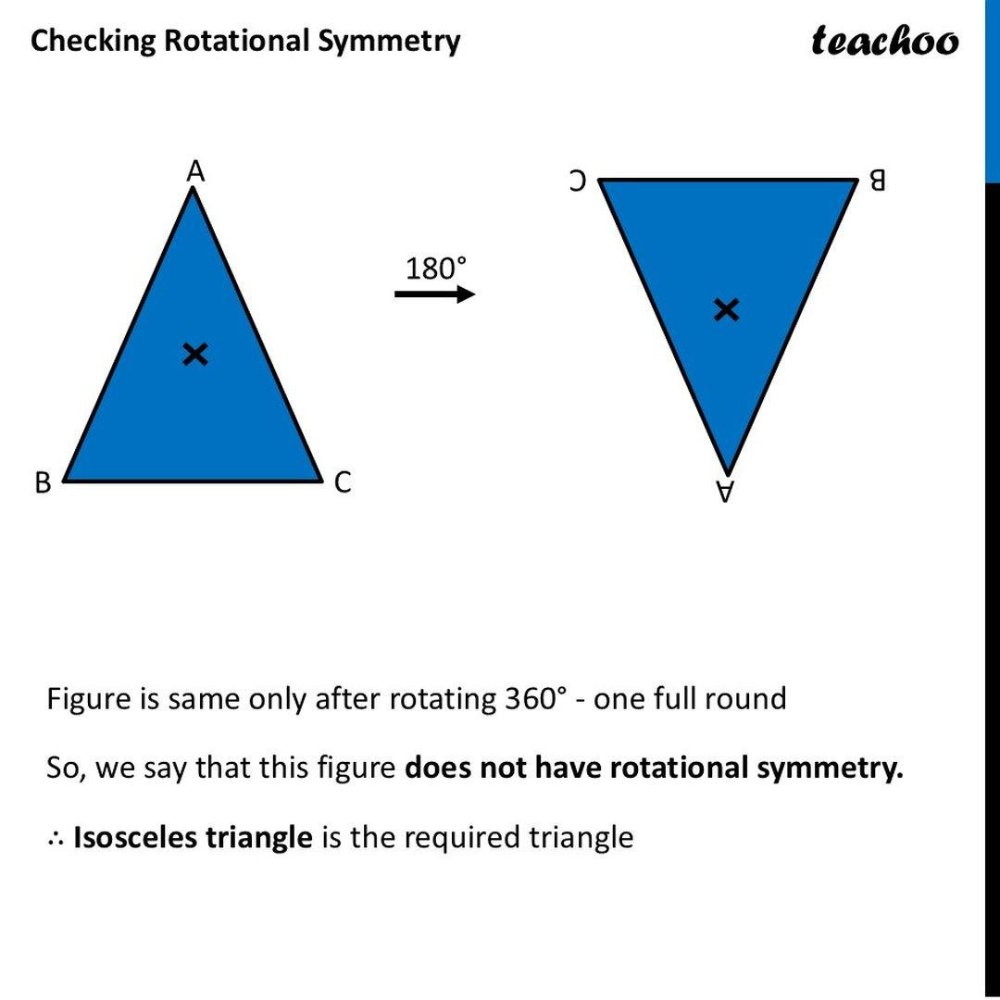 Checking Rotational Symmetry
teachoo
A
B
C
180°
C
B
A
Figure is same only after rotating 360° - one full round
So, we say that this figure does not have rotational symmetry.
∴ Isosceles triangle is the required triangle